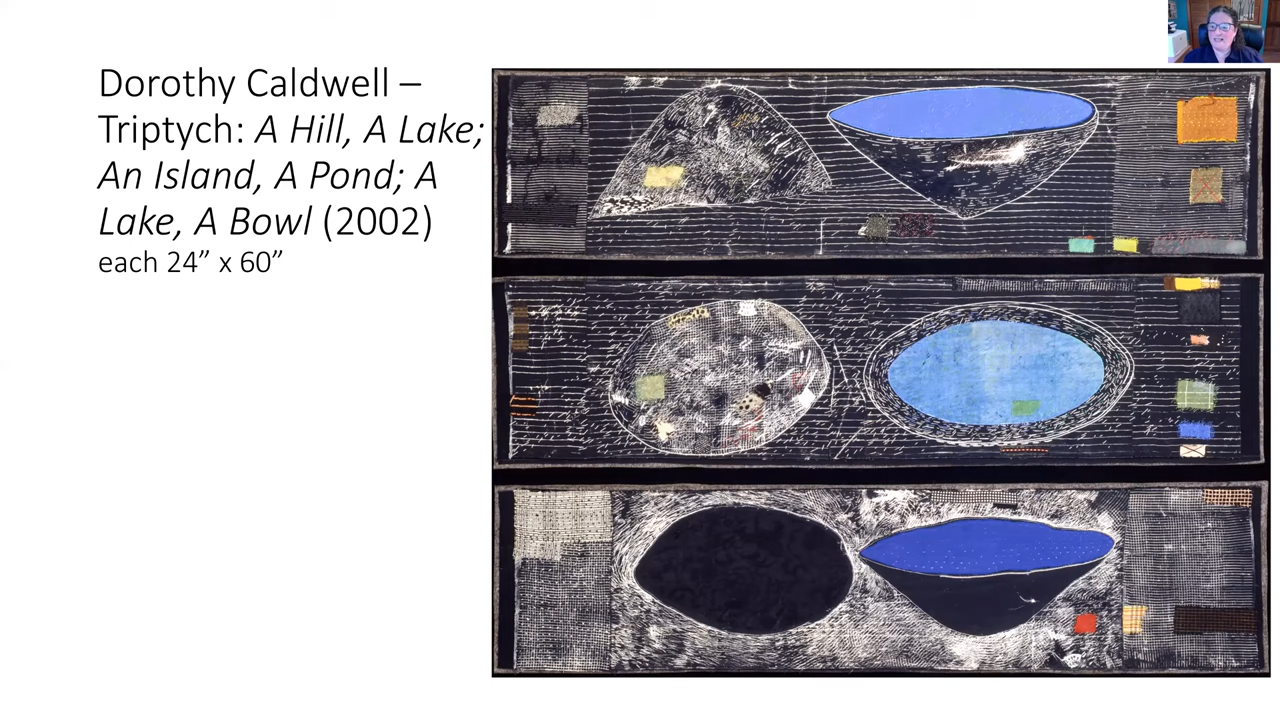 Dorothy Caldwell –
Triptych: A Hill, A Lake;
An Island, A Pond; A
Lake, A Bowl (2002)
each 24” x 60”